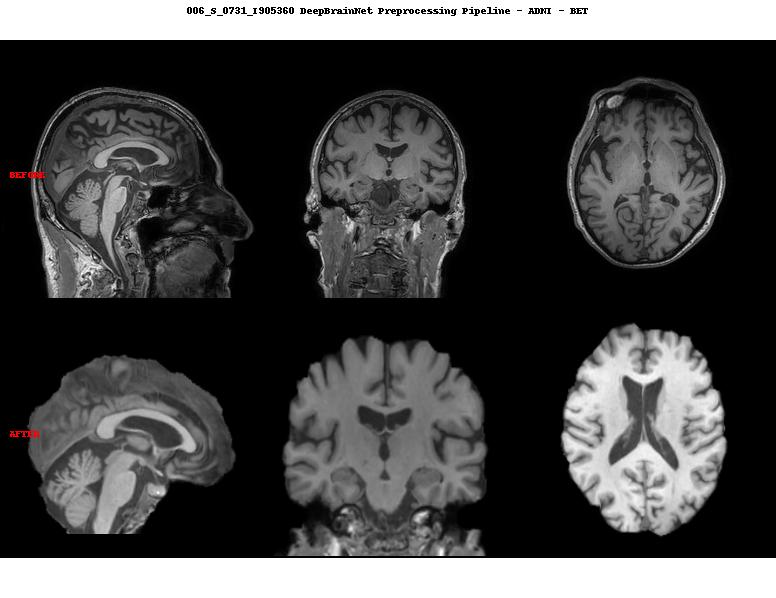 006_S_0731_I905360 DeepBrainNet Preprocessing Pipeline - ADNI - BET
BEFORE
AFTER